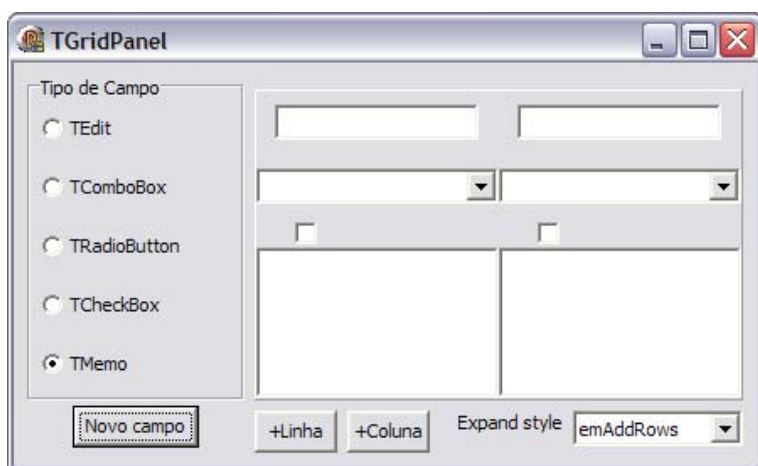 TGridPanel
Tipo de Campo
TEdit
TComboBox
TRadioButton
TCheckBox
TMemo
Novo campo
+Linha
+Coluna
Expand style
emAddRows